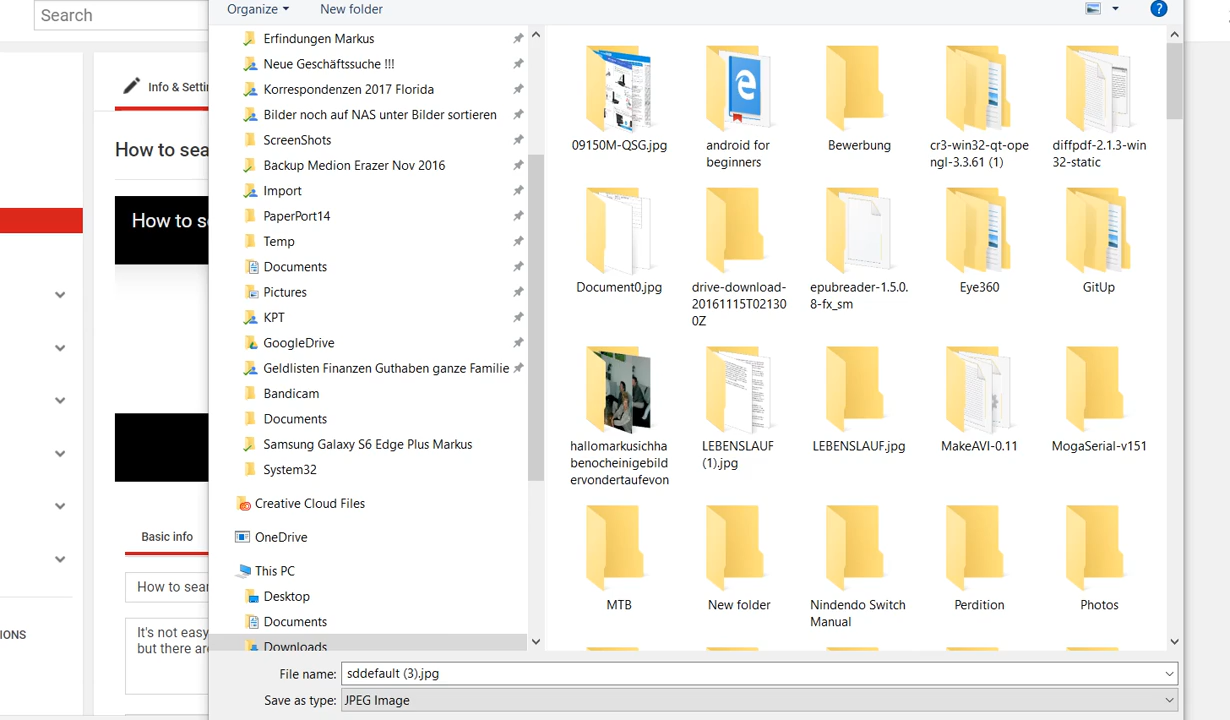 Search
Organize
New folder
?
Info & Setti
How to sea
How to s
Basic info
How to sear
It's not easy
but there are
IONS
Erfindungen Markus
Neue Geschäftssuche !!!
Korrespondenzen 2017 Florida
Bilder noch auf NAS unter Bilder sortieren
ScreenShots
Backup Medion Erazer Nov 2016
Import
PaperPort14
Temp
Documents
Pictures
KPT
GoogleDrive
Geldlisten Finanzen Guthaben ganze Familie
Bandicam
Documents
Samsung Galaxy S6 Edge Plus Markus
System32
Creative Cloud Files
OneDrive
This PC
Desktop
Documents
Downloads
09150M-QSG.jpg
android for
beginners
Bewerbung
cr3-win32-qt-ope
ngl-3.3.61 (1)
diffpdf-2.1.3-win
32-static
Document0.jpg
drive-download-
20161115T02130
0Z
epubreader-1.5.0.
8-fx_sm
Eye360
GitUp
hallomarkusichha
benocheinigebild
ervondertaufevon
LEBENSLAUF
(1).jpg
LEBENSLAUF.jpg
MakeAVI-0.11
MogaSerial-v151
MTB
New folder
Nindendo Switch
Manual
Perdition
Photos
File name: sddefault (3).jpg
Save as type: JPEG Image